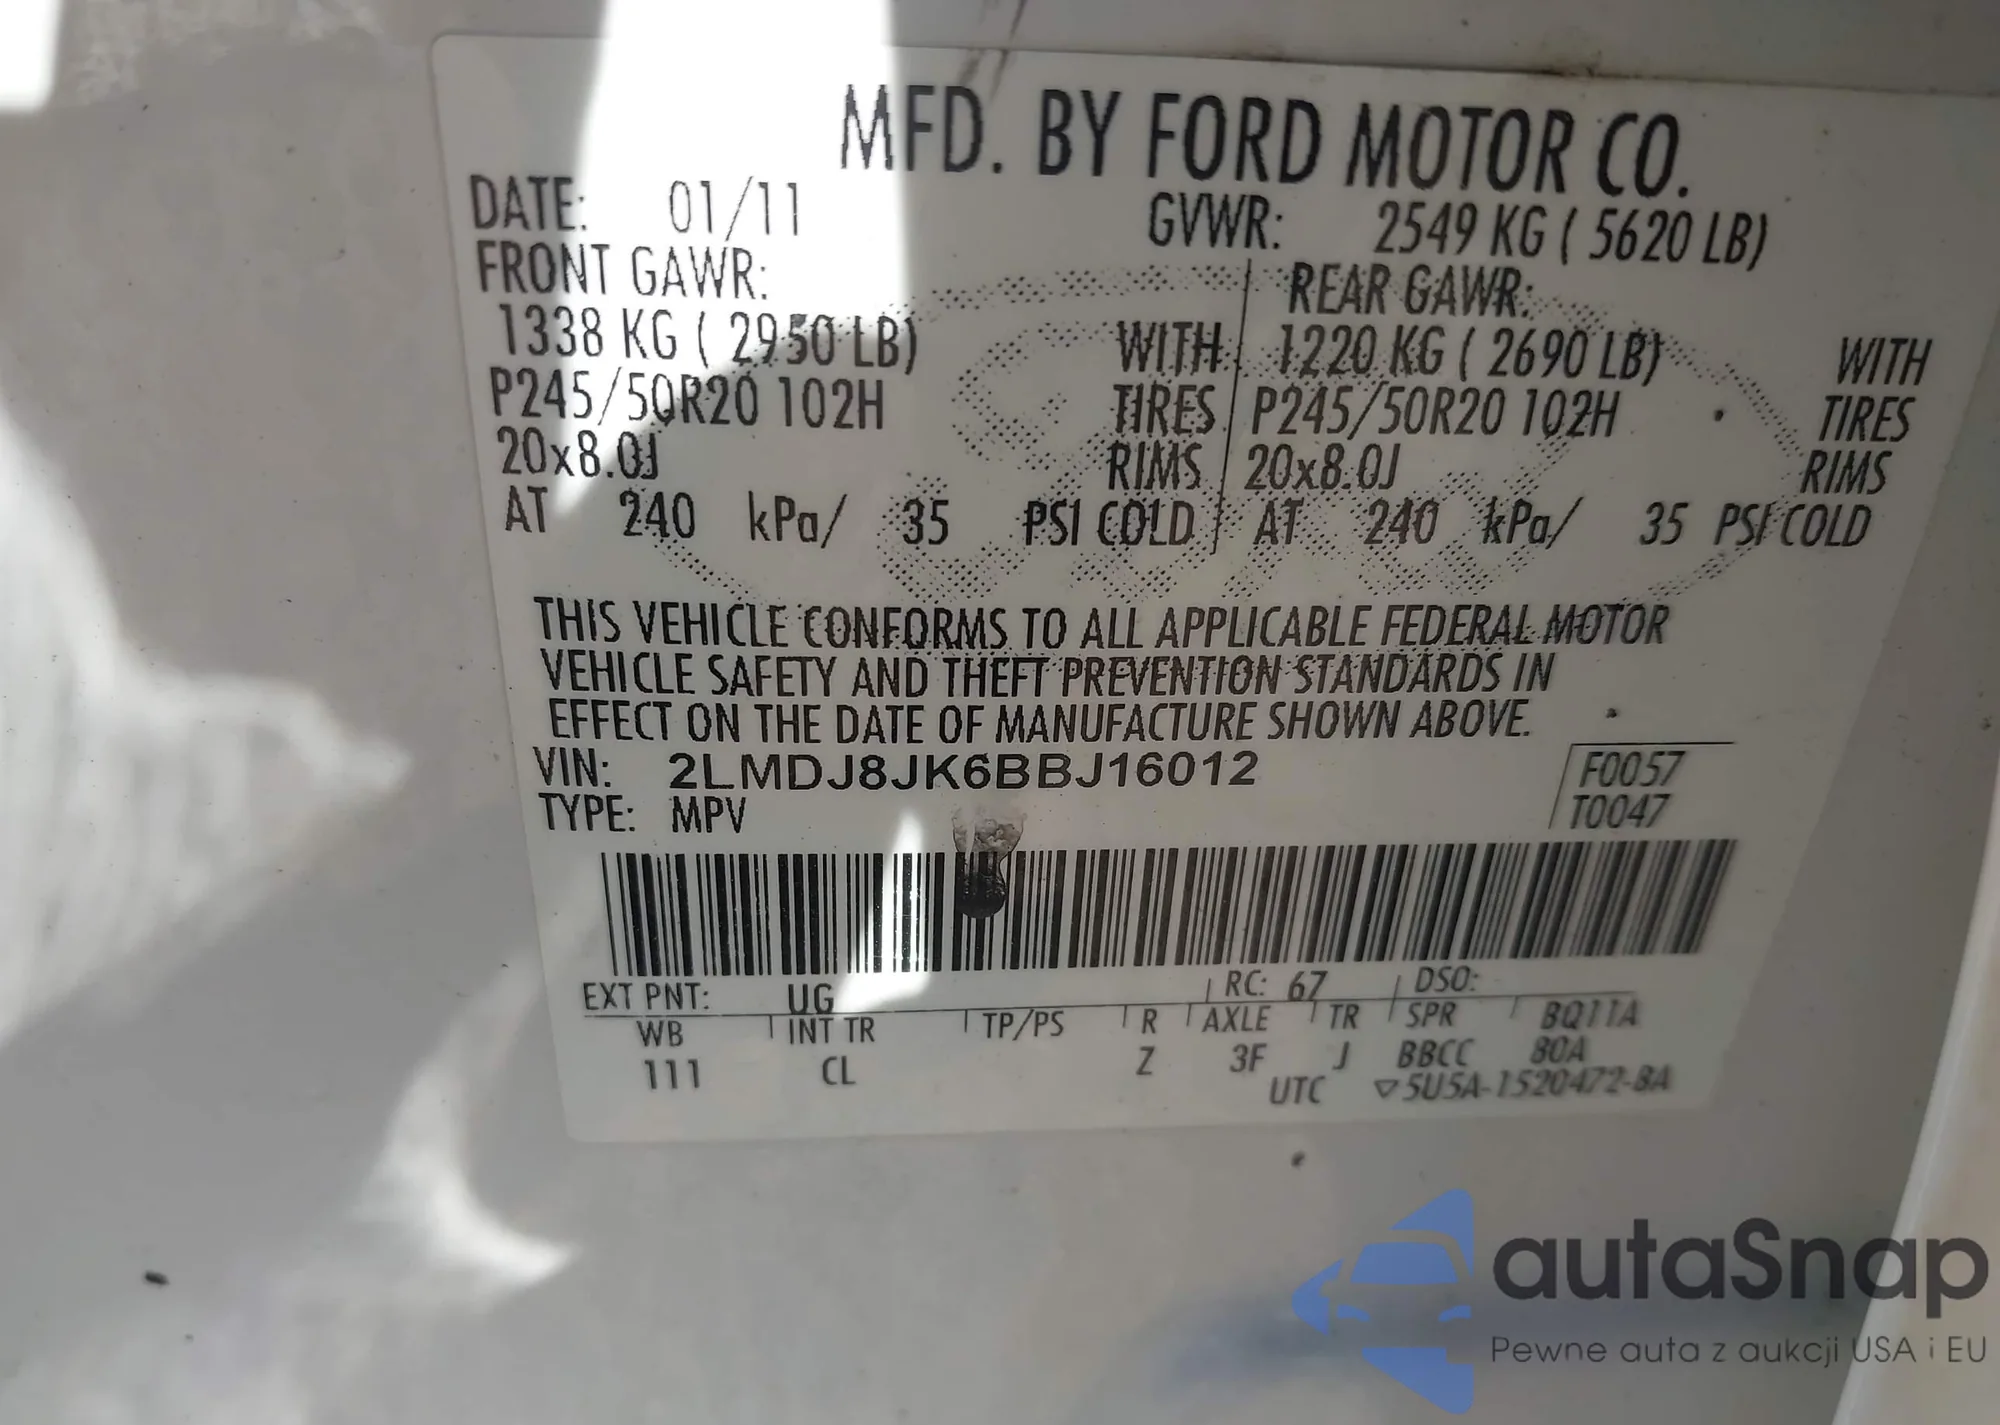 MFD. BY FORD MOTOR CO.
DATE: 01/11 GVWR: 2549 KG ( 5620 LB)
FRONT GAWR: REAR GAWR:
1338 KG ( 2950 LB) WITH 1220 KG ( 2690 LB) WITH
P245/50R20 102H TIRES P245/50R20 102H TIRES
20x8.0J RIMS 20x8.0J RIMS
AT 240 kPa/ 35 PSI COLD AT 240 kPa/ 35 PSI COLD
THIS VEHICLE CONFORMS TO ALL APPLICABLE FEDERAL MOTOR
VEHICLE SAFETY AND THEFT PREVENTION STANDARDS IN
EFFECT ON THE DATE OF MANUFACTURE SHOWN ABOVE.
VIN: 2LMDJ8JK6BBJ16012 F0057
TYPE: MPV T0047
EXT PNT: UG RC: 67 DSO:
WB INT TR TP/PS R AXLE TR SPR BQ11A
111 CL Z 3F J BBCC 80A
UTC ▽5U5A-1520472-BA
autaSnap
Pewne auta z aukcji USA i EU